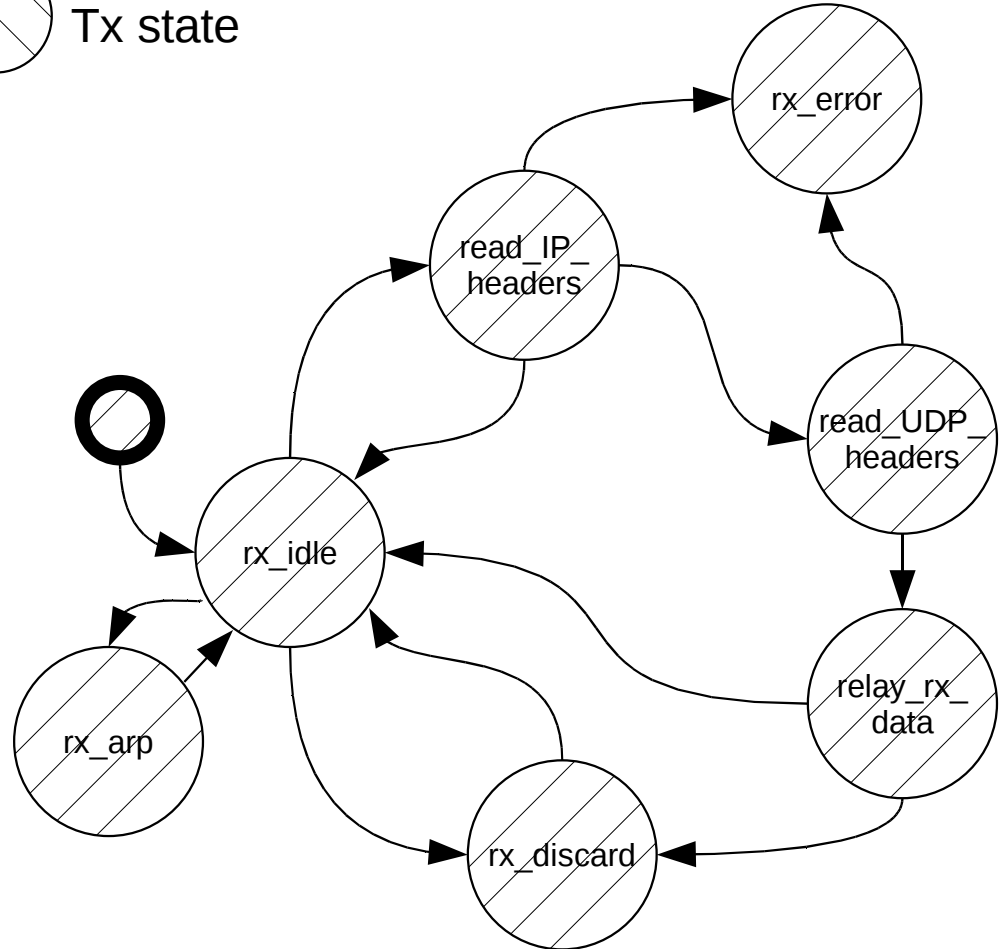 Tx state
rx_error
read_IP_
headers
read_UDP_
headers
rx_idle
relay_rx_
data
rx_arp
rx_discard